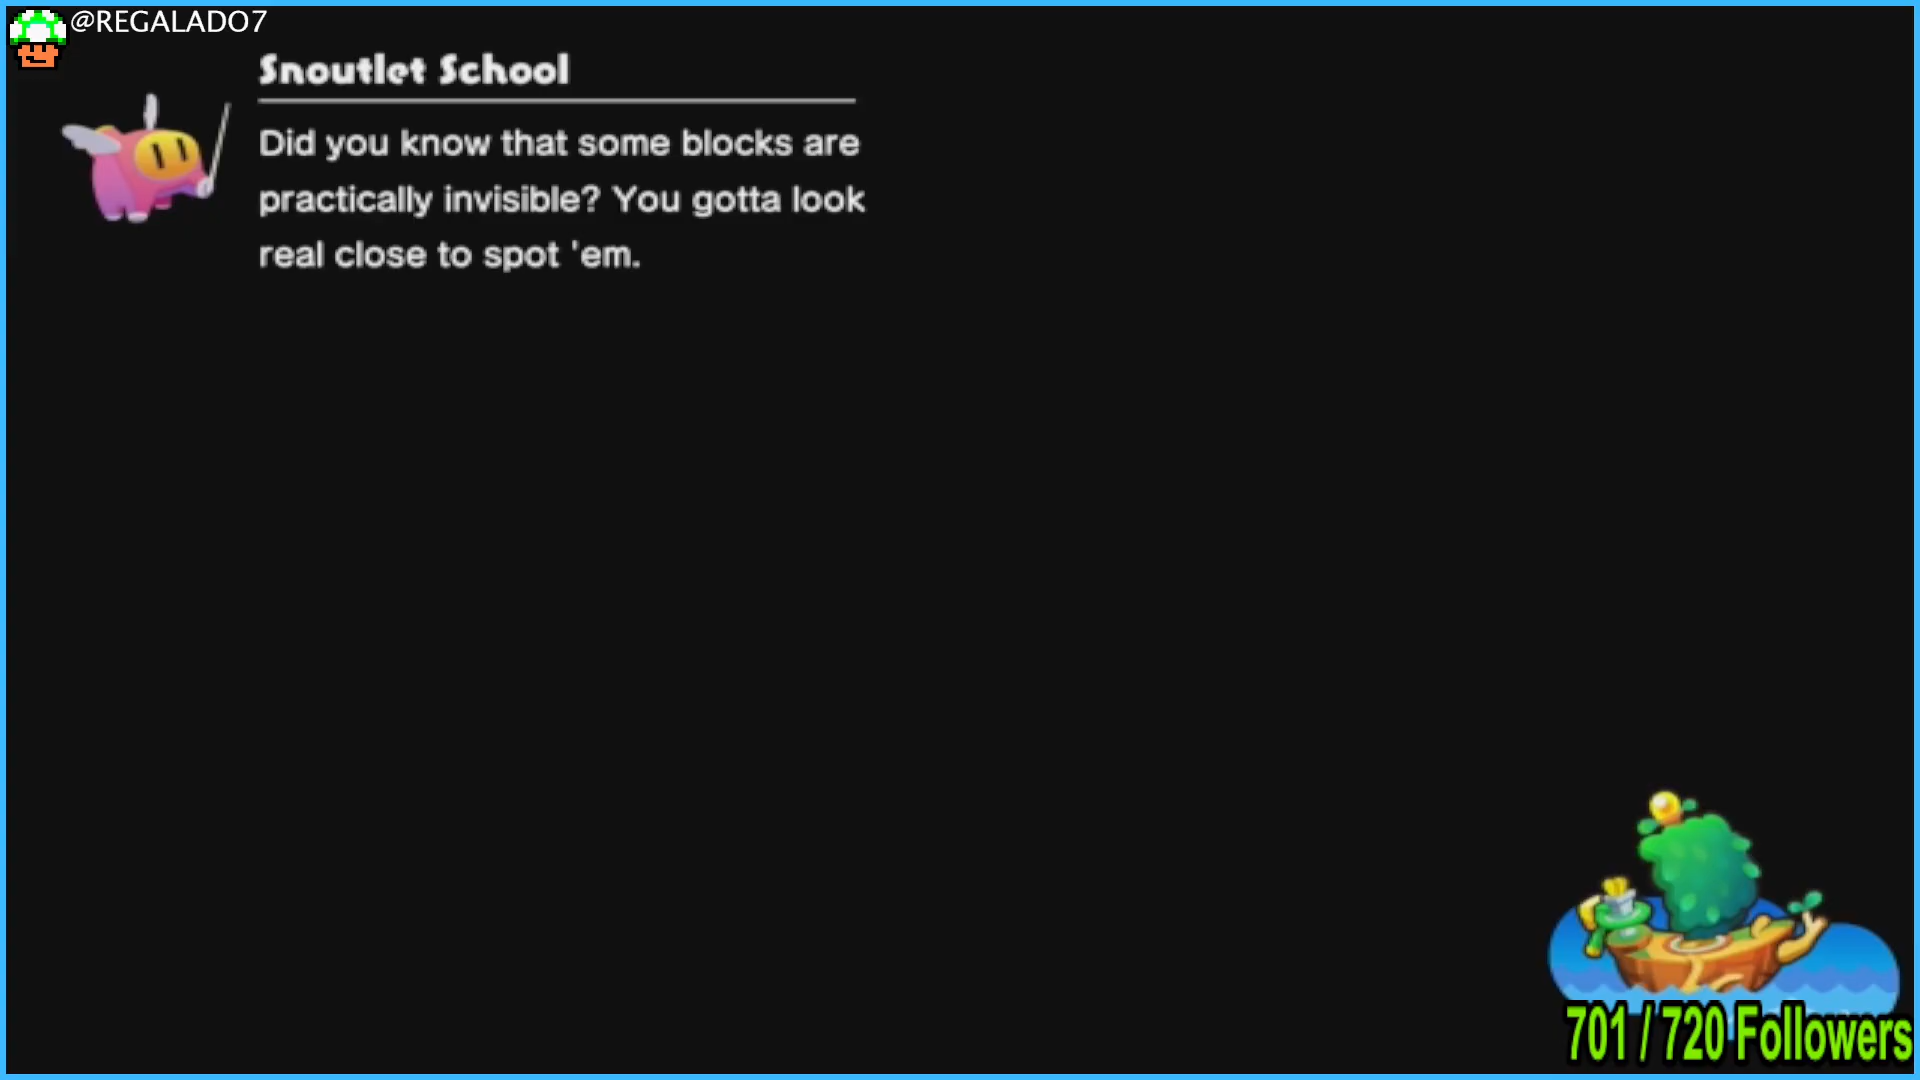 @REGALADO7
Snoutlet School
Did you know that some blocks are
practically invisible? You gotta look
real close to spot 'em.
701 / 720 Followers